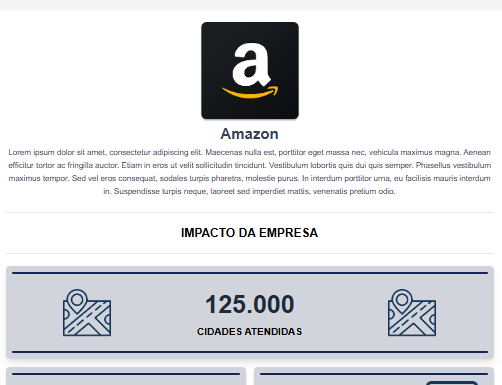 a
Amazon
Lorem ipsum dolor sit amet, consectetur adipiscing elit. Maecenas nulla est, porttitor eget massa nec, vehicula maximus magna. Aenean
efficitur tortor ac fringilla auctor. Etiam in eros ut velit sollicitudin tincidunt. Vestibulum lobortis quis dui quis semper. Phasellus vestibulum
maximus tempor. Sed vel eros consequat, sodales turpis pharetra, molestie purus. In interdum porttitor urna, eu facilisis mauris interdum
in. Suspendisse turpis neque, laoreet sed imperdiet mattis, venenatis pretium odio.
IMPACTO DA EMPRESA
125.000
CIDADES ATENDIDAS